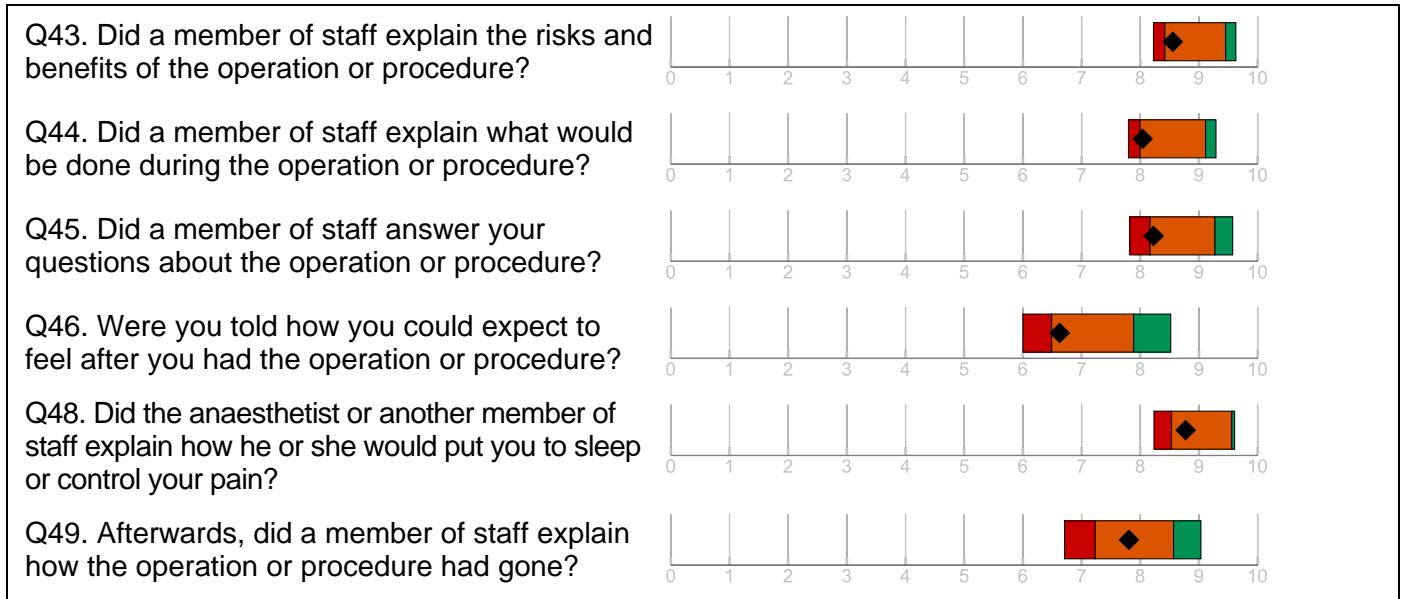 Q43. Did a member of staff explain the risks and
benefits of the operation or procedure?
0 1 2 3 4 5 6 7 8 9 10
Q44. Did a member of staff explain what would
be done during the operation or procedure?
0 1 2 3 4 5 6 7 8 9 10
Q45. Did a member of staff answer your
questions about the operation or procedure?
0 1 2 3 4 5 6 7 8 9 10
Q46. Were you told how you could expect to
feel after you had the operation or procedure?
0 1 2 3 4 5 6 7 8 9 10
Q48. Did the anaesthetist or another member of
staff explain how he or she would put you to sleep
or control your pain?
0 1 2 3 4 5 6 7 8 9 10
Q49. Afterwards, did a member of staff explain
how the operation or procedure had gone?
0 1 2 3 4 5 6 7 8 9 10